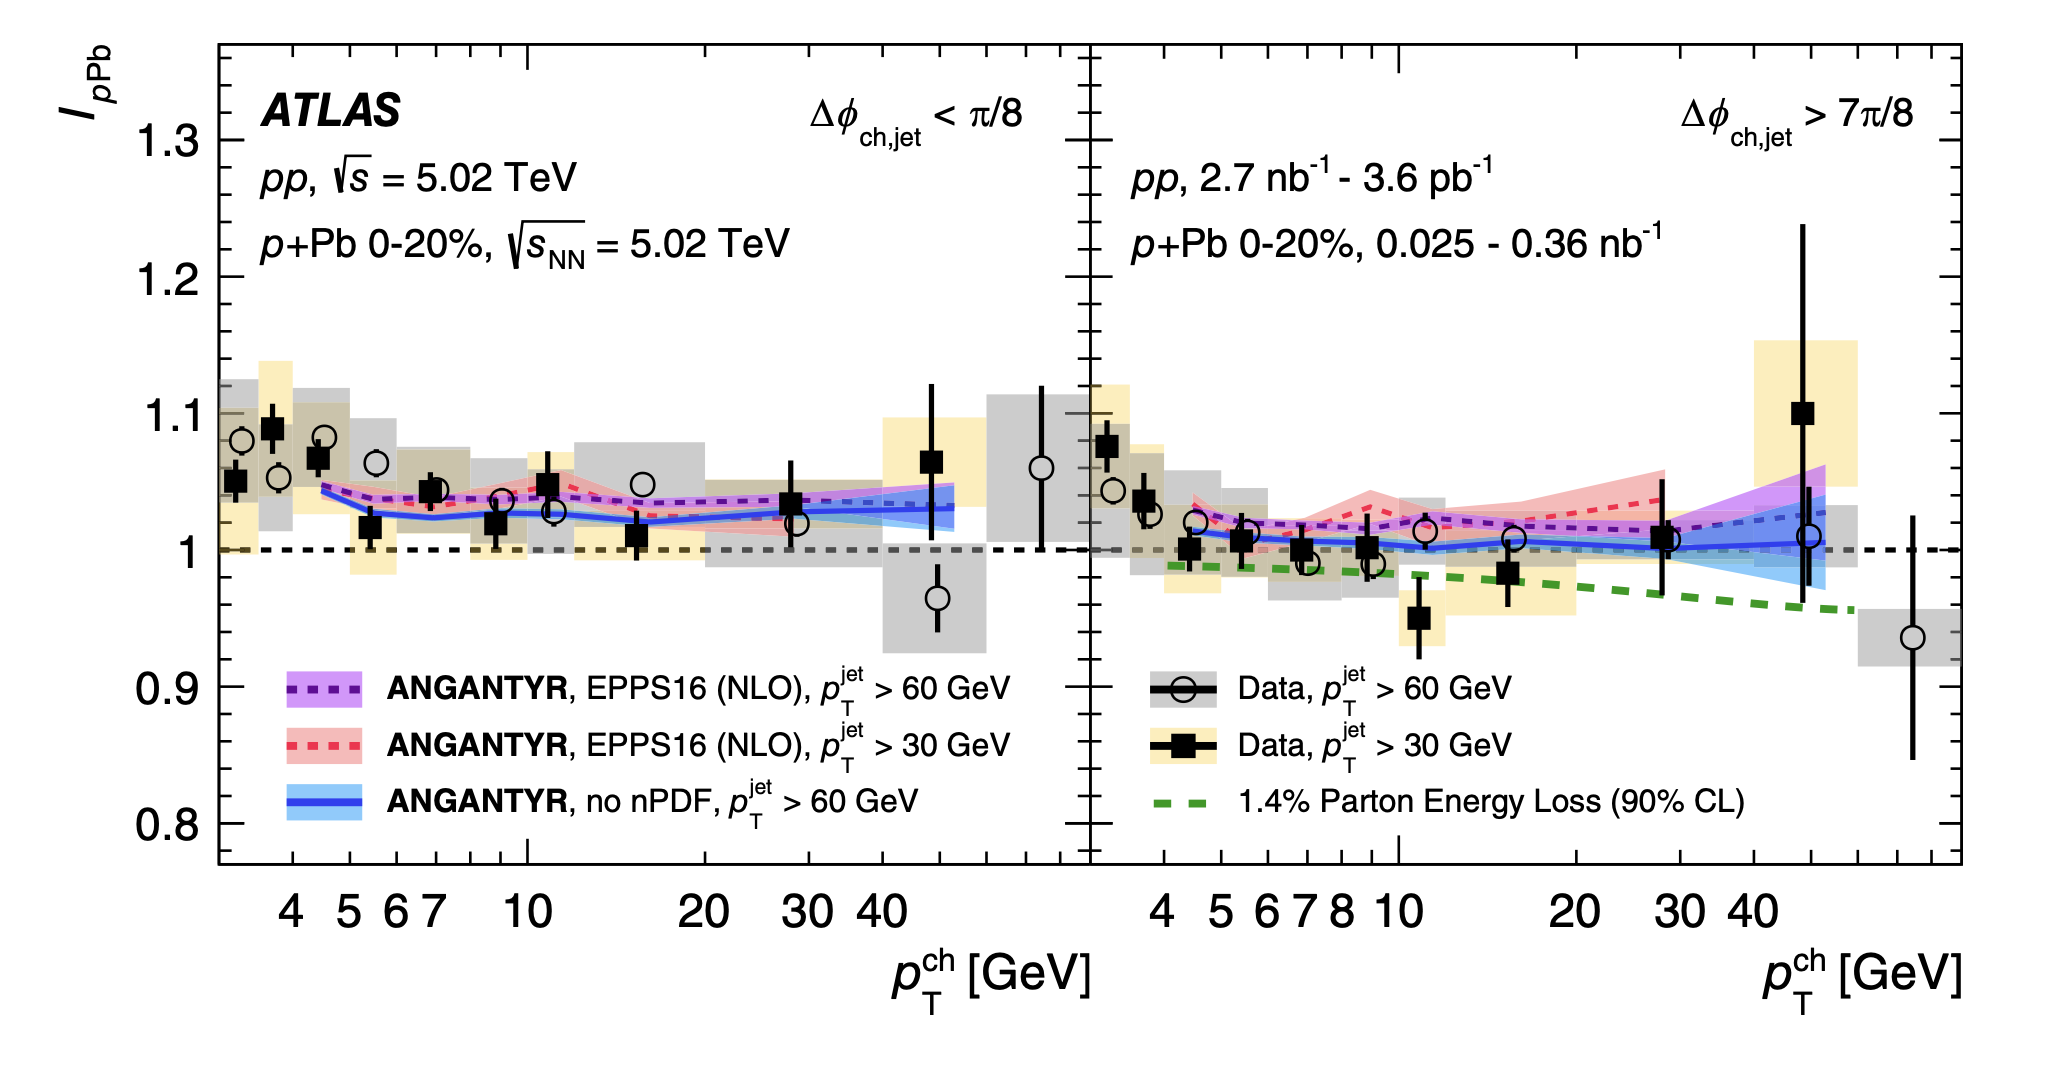 I_pPb
1.3
1.2
1.1
1
0.9
0.8
ATLAS
Δϕ_ch,jet < π/8
pp, √s = 5.02 TeV
p+Pb 0-20%, √s_NN = 5.02 TeV
ANGANTYR, EPPS16 (NLO), p_T^jet > 60 GeV
ANGANTYR, EPPS16 (NLO), p_T^jet > 30 GeV
ANGANTYR, no nPDF, p_T^jet > 60 GeV
4 5 6 7 10 20 30 40
p_T^ch [GeV]
Δϕ_ch,jet > 7π/8
pp, 2.7 nb^-1 - 3.6 pb^-1
p+Pb 0-20%, 0.025 - 0.36 nb^-1
Data, p_T^jet > 60 GeV
Data, p_T^jet > 30 GeV
1.4% Parton Energy Loss (90% CL)
4 5 6 7 8 10 20 30 40
p_T^ch [GeV]